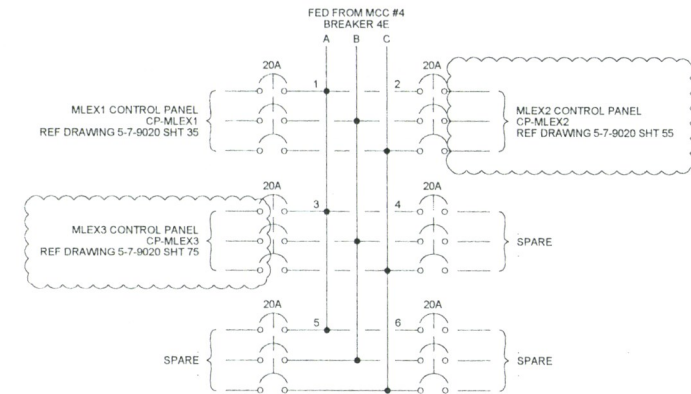 FED FROM MCC #4
BREAKER 4E
A B C
20A 20A
1 2
MLEX1 CONTROL PANEL
CP-MLEX1
REF DRAWING 5-7-9020 SHT 35
MLEX2 CONTROL PANEL
CP-MLEX2
REF DRAWING 5-7-9020 SHT 55
20A 20A
3 4
MLEX3 CONTROL PANEL
CP-MLEX3
REF DRAWING 5-7-9020 SHT 75
SPARE
20A 20A
5 6
SPARE
SPARE